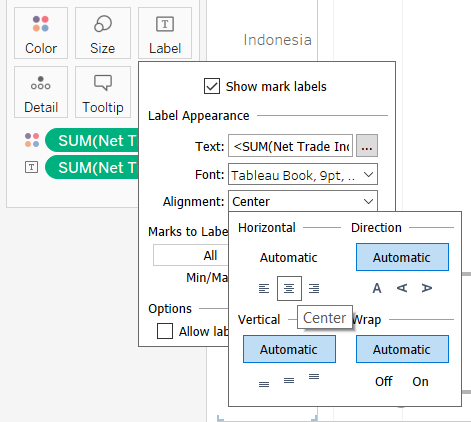 Color Size Label
Indonesia
Detail Tooltip
Show mark labels
SUM(Net T
T SUM(Net T
Label Appearance
Text: <SUM(Net Trade In ...
Font: Tableau Book, 9pt, ..
Alignment: Center
Marks to Labe
All
Min/Ma
Options
Allow lab
Horizontal Direction
Automatic Automatic
A A A
Center
Vertical Wrap
Automatic Automatic
Off On